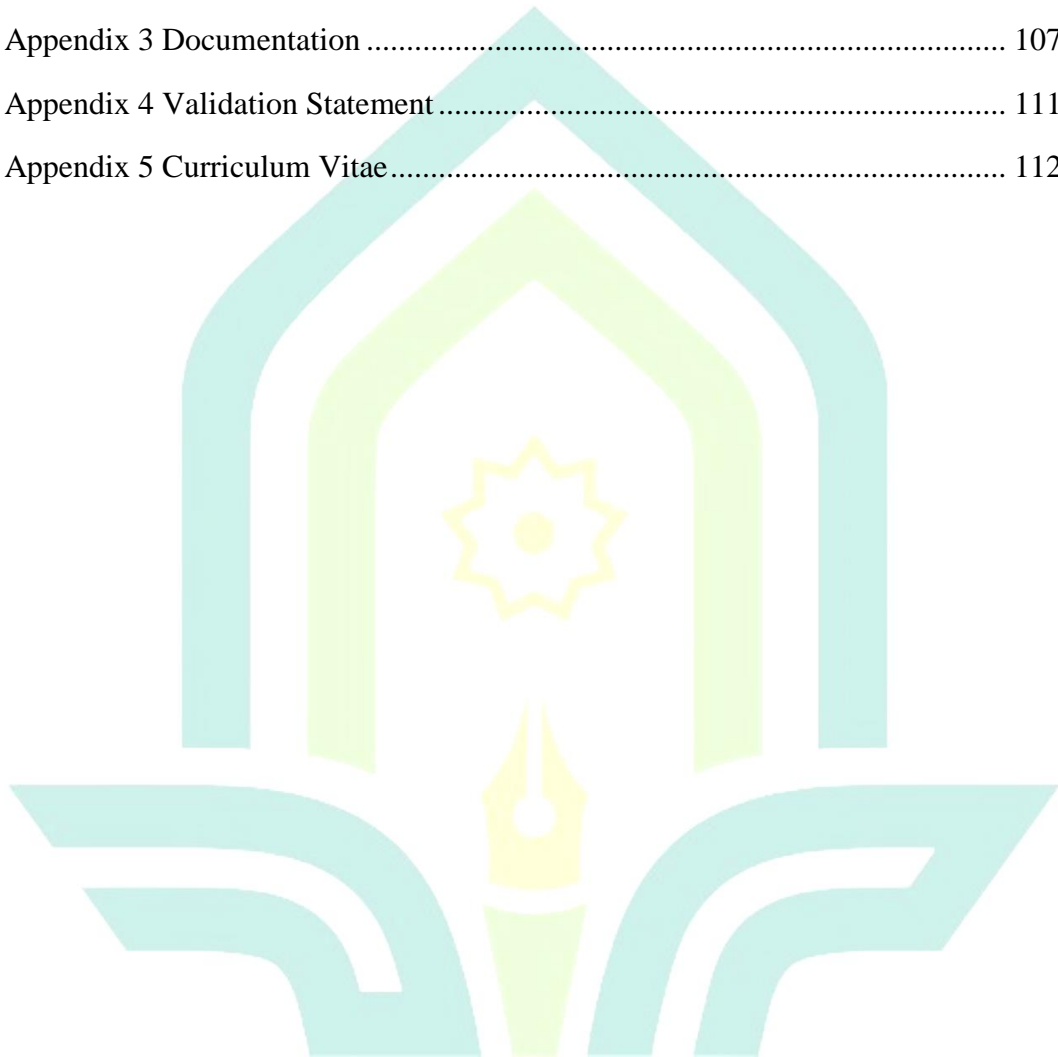 Appendix 3 Documentation ................................................................................ 107
Appendix 4 Validation Statement ....................................................................... 111
Appendix 5 Curriculum Vitae ............................................................................. 112